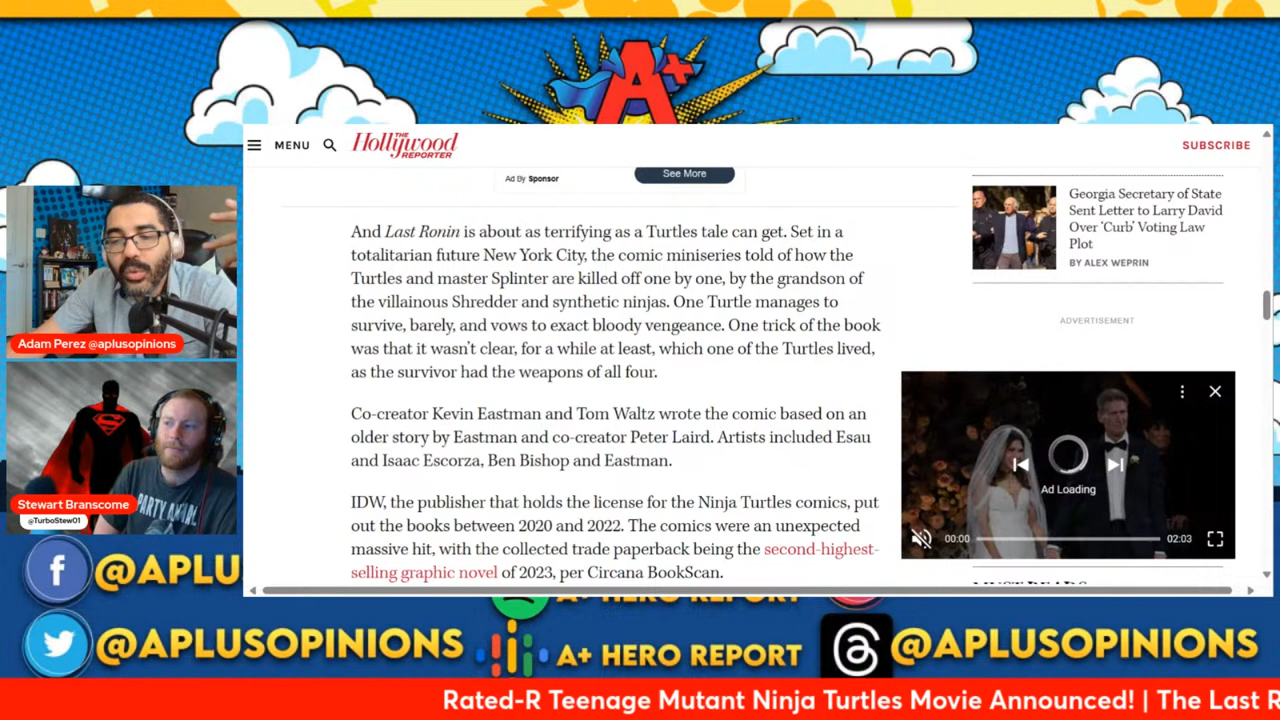 A+
MENU
THE
Hollywood
REPORTER
SUBSCRIBE
Ad By Sponsor
See More
And Last Ronin is about as terrifying as a Turtles tale can get. Set in a
totalitarian future New York City, the comic miniseries told of how the
Turtles and master Splinter are killed off one by one, by the grandson of
the villainous Shredder and synthetic ninjas. One Turtle manages to
survive, barely, and vows to exact bloody vengeance. One trick of the book
was that it wasn't clear, for a while at least, which one of the Turtles lived,
as the survivor had the weapons of all four.
Co-creator Kevin Eastman and Tom Waltz wrote the comic based on an
older story by Eastman and co-creator Peter Laird. Artists included Esau
and Isaac Escorza, Ben Bishop and Eastman.
IDW, the publisher that holds the license for the Ninja Turtles comics, put
out the books between 2020 and 2022. The comics were an unexpected
massive hit, with the collected trade paperback being the second-highest-
selling graphic novel of 2023, per Circana BookScan.
Georgia Secretary of State
Sent Letter to Larry David
Over 'Curb' Voting Law
Plot
BY ALEX WEPRIN
ADVERTISEMENT
Ad Loading
00:00
02:03
Adam Perez @aplusopinions
Stewart Branscome
@TurboStew01
PARTY
f
@APLU
A+ HERO REPORT
@APLUSOPINIONS
A+ HERO REPORT
@APLUSOPINIONS
Rated-R Teenage Mutant Ninja Turtles Movie Announced! | The Last R